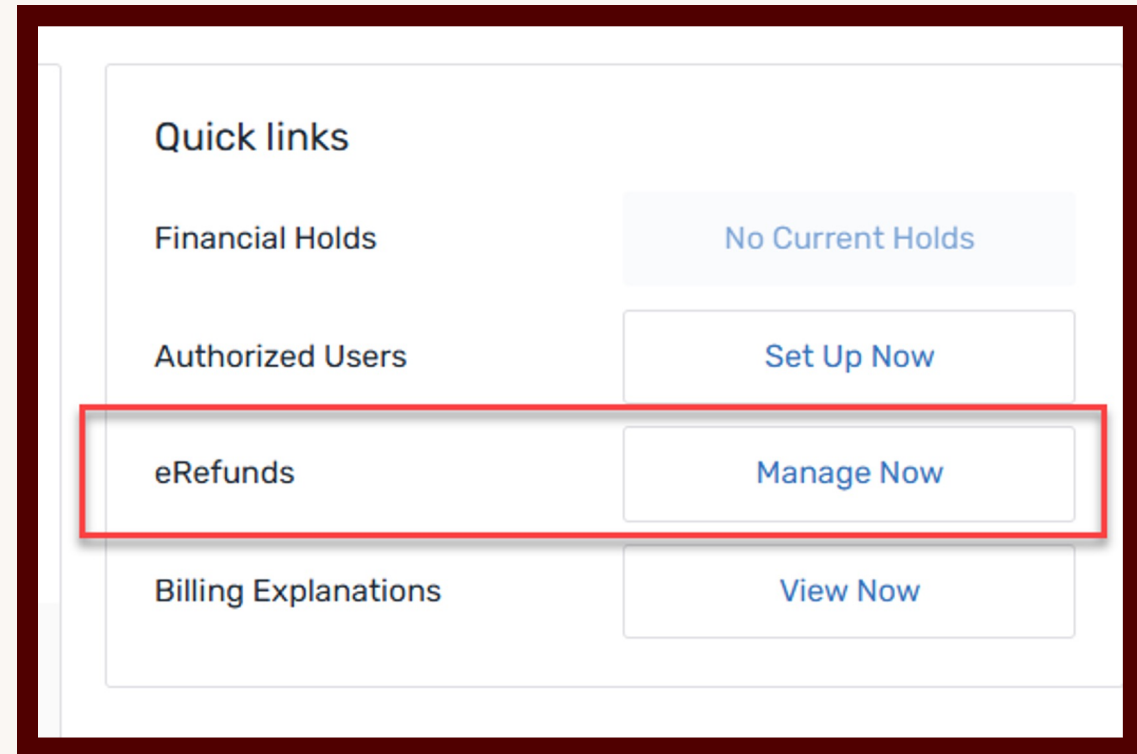 Quick links
Financial Holds No Current Holds
Authorized Users Set Up Now
eRefunds Manage Now
Billing Explanations View Now